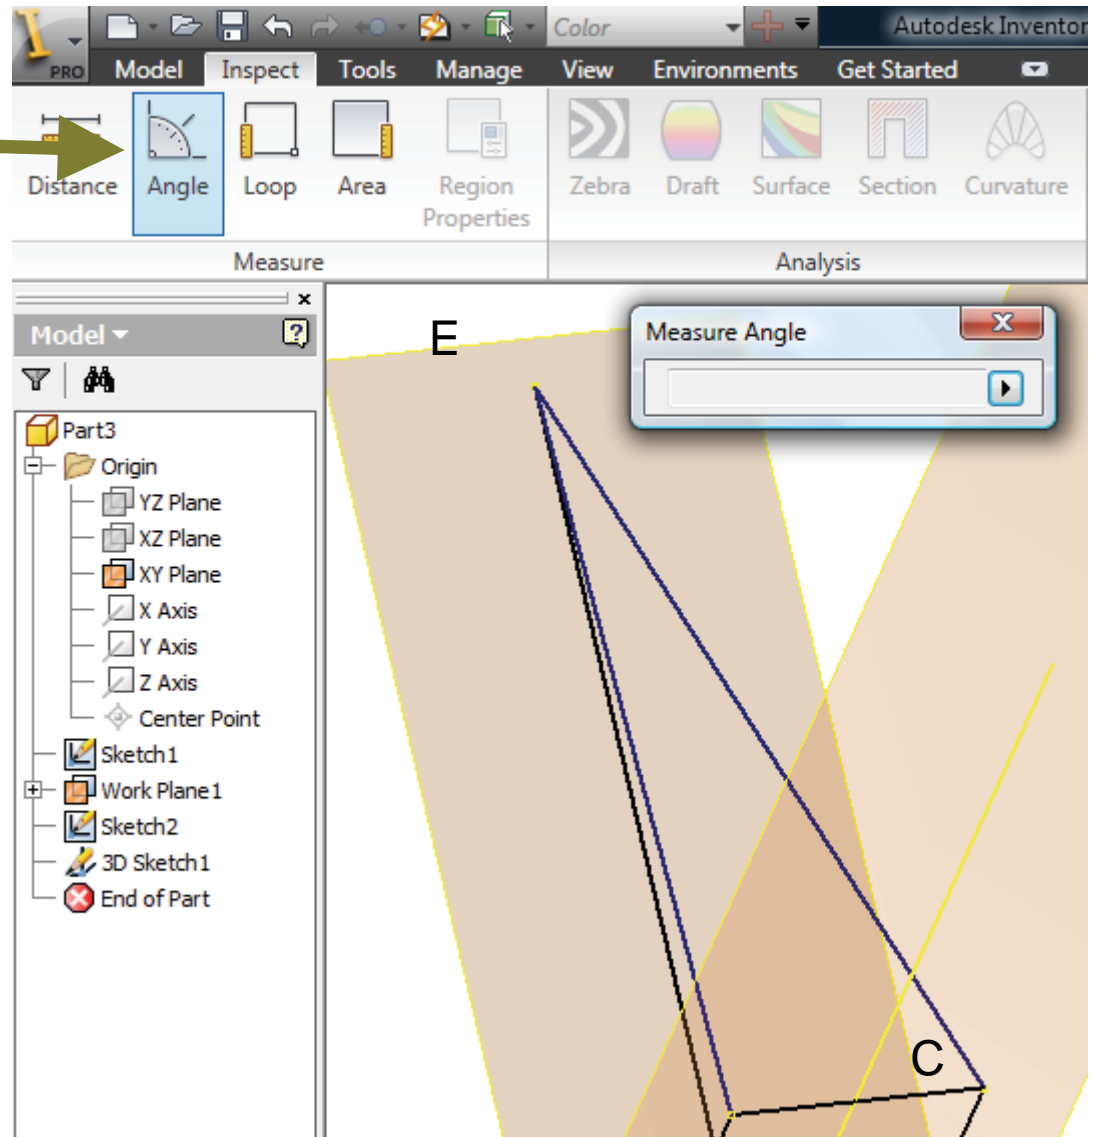 Color
Autodesk Inventor
PRO
Model Inspect Tools Manage View Environments Get Started
Distance Angle Loop Area Region Properties Zebra Draft Surface Section Curvature
Measure Analysis
Model
E
Measure Angle
Part3
Origin
YZ Plane
XZ Plane
XY Plane
X Axis
Y Axis
Z Axis
Center Point
Sketch1
Work Plane1
Sketch2
3D Sketch1
End of Part
C